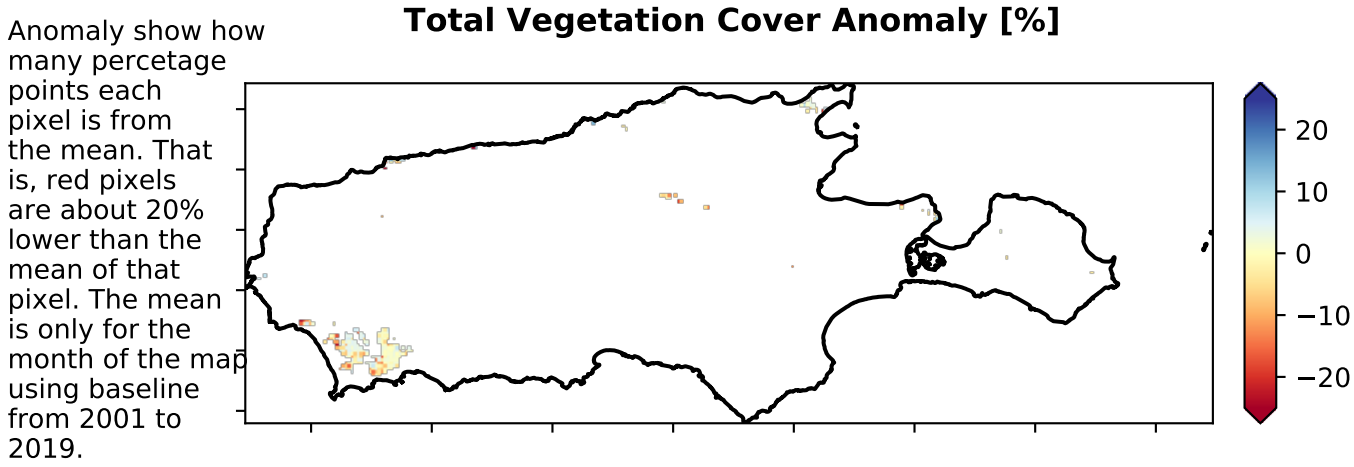 Total Vegetation Cover Anomaly [%]
Anomaly show how
many percetage
points each
pixel is from
the mean. That
is, red pixels
are about 20%
lower than the
mean of that
pixel. The mean
is only for the
month of the map
using baseline
from 2001 to
2019.
20
10
0
−10
−20